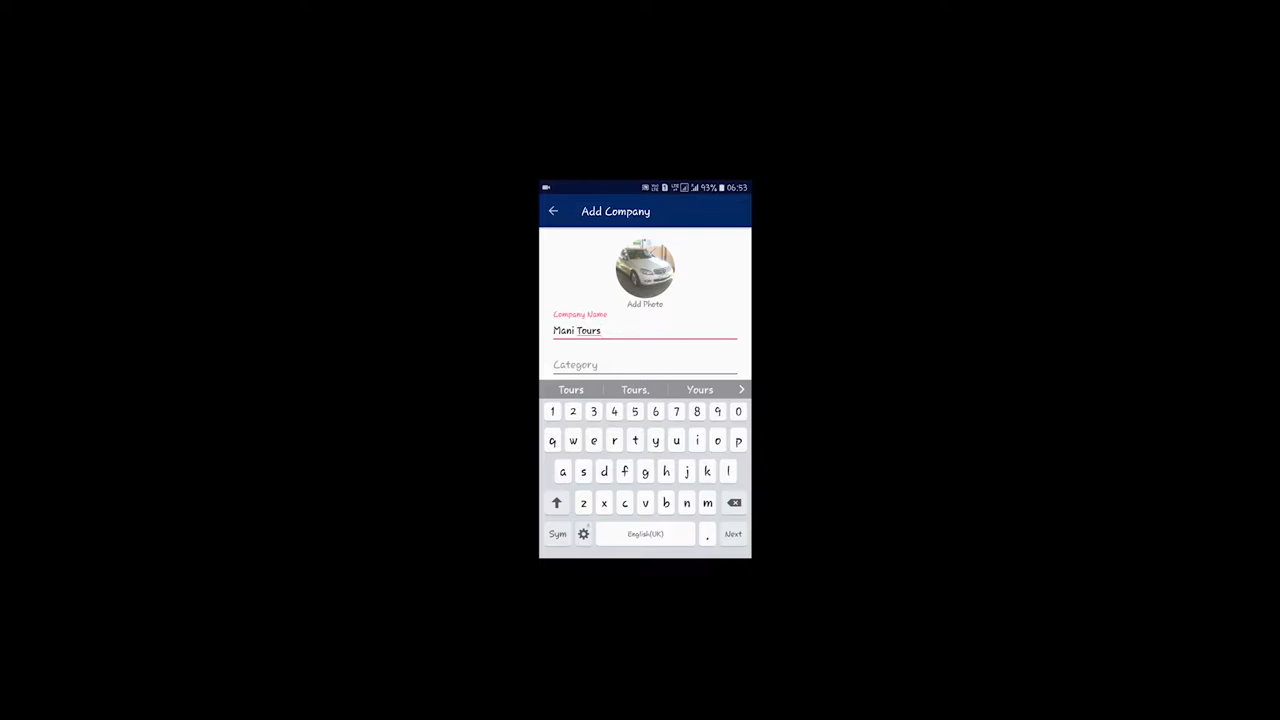 93% 06:53
Add Company
Add Photo
Company Name
Mani Tours
Category
Tours Tours, Yours
1 2 3 4 5 6 7 8 9 0
q w e r t y u i o p
a s d f g h j k l
z x c v b n m
Sym English(UK) . Next